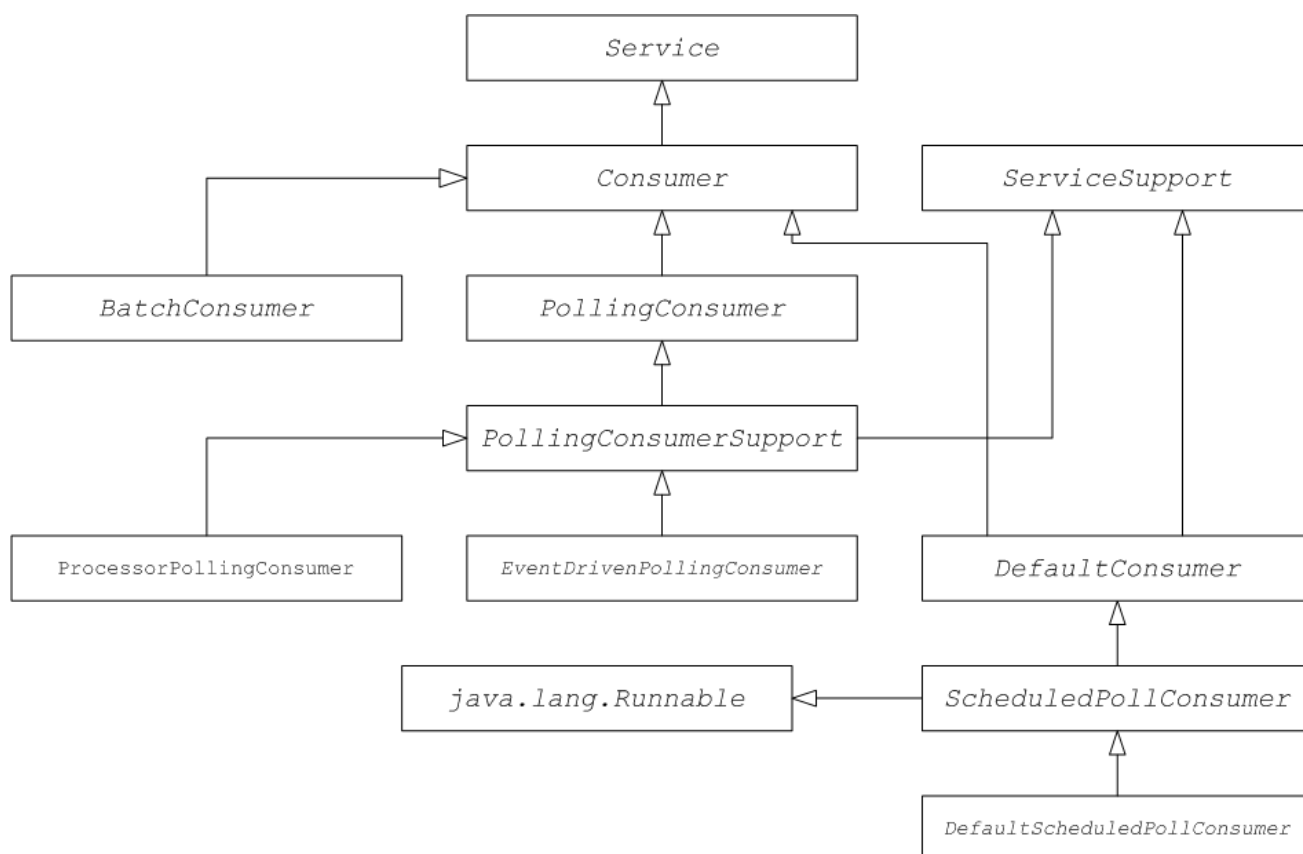 Service
Consumer
ServiceSupport
BatchConsumer
PollingConsumer
PollingConsumerSupport
ProcessorPollingConsumer
EventDrivenPollingConsumer
DefaultConsumer
java.lang.Runnable
ScheduledPollConsumer
DefaultScheduledPollConsumer